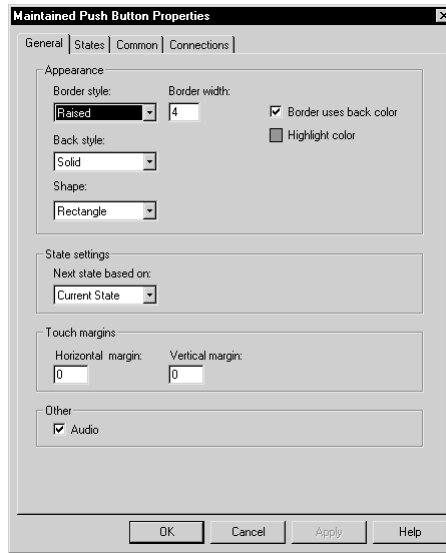 Maintained Push Button Properties
General States Common Connections
Appearance
Border style: Border width:
Raised 4 Border uses back color
Back style: Highlight color
Solid
Shape:
Rectangle
State settings
Next state based on:
Current State
Touch margins
Horizontal margin: Vertical margin:
0 0
Other
Audio
OK Cancel Apply Help